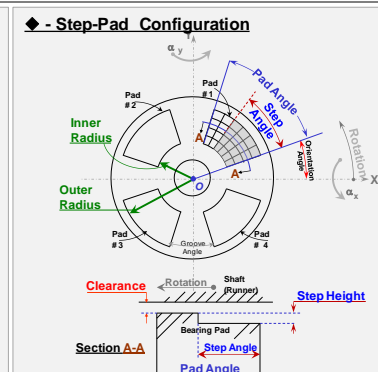 ◆ - Step-Pad Configuration
Y
α y
Pad
# 2
Pad
# 1
Pad Angle
Step
Angle
Inner
Radius
A
A
Orientation
Angle
Rotation
X
αx
O
Outer
Radius
Pad
# 3
Groove
Angle
Pad
# 4
Clearance
Rotation
Shaft
(Runner)
Step Height
Bearing Pad
Section A-A
Step Angle
Pad Angle